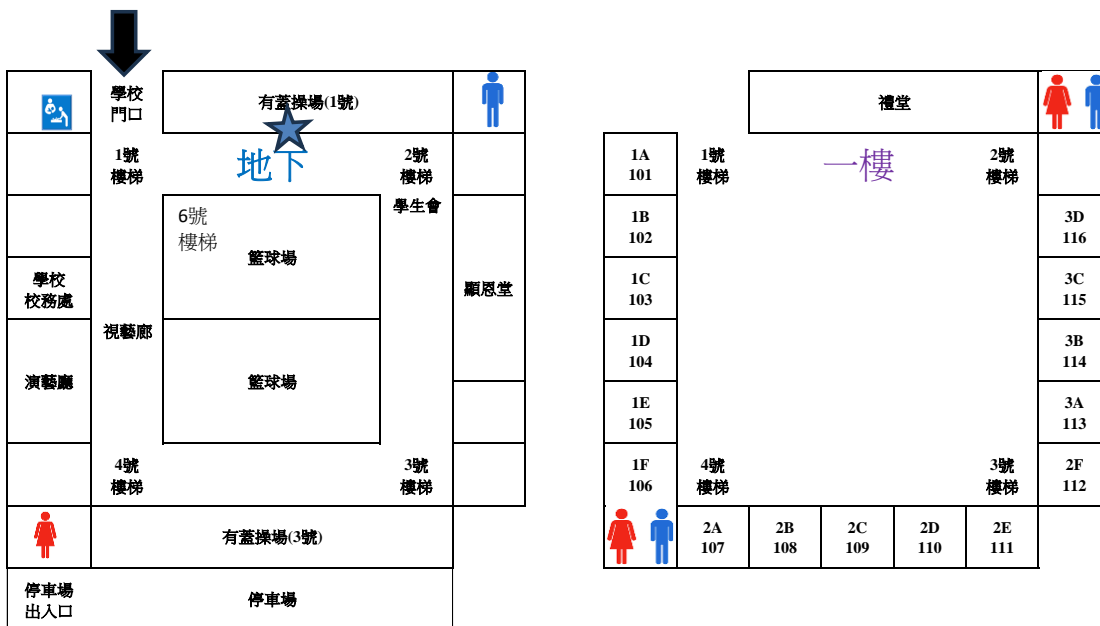 學校
門口
有蓋操場(1號)
1號
樓梯
地下
2號
樓梯
學生會
6號
樓梯
籃球場
學校
校務處
顯恩堂
視藝廊
演藝廳
籃球場
4號
樓梯
3號
樓梯
有蓋操場(3號)
停車場
出入口
停車場
禮堂
1A
101
1號
樓梯
一樓
2號
樓梯
1B
102
3D
116
1C
103
3C
115
1D
104
3B
114
1E
105
3A
113
1F
106
4號
樓梯
3號
樓梯
2F
112
2A
107
2B
108
2C
109
2D
110
2E
111